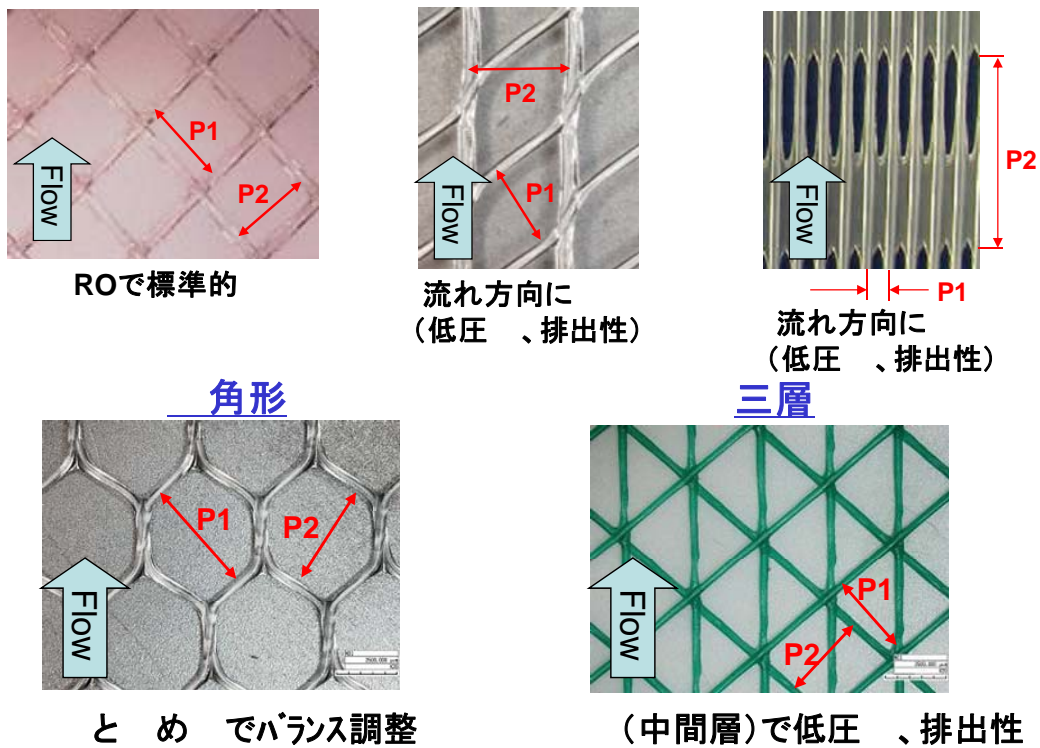 P1
P2
Flow
P2
P1
Flow
P2
P1
Flow
ROで標準的
流れ方向に
（低圧　、排出性）
流れ方向に
（低圧　、排出性）
角形
三層
P1
P2
Flow
P1
P2
Flow
と　め　でバランス調整
（中間層）で低圧　、排出性